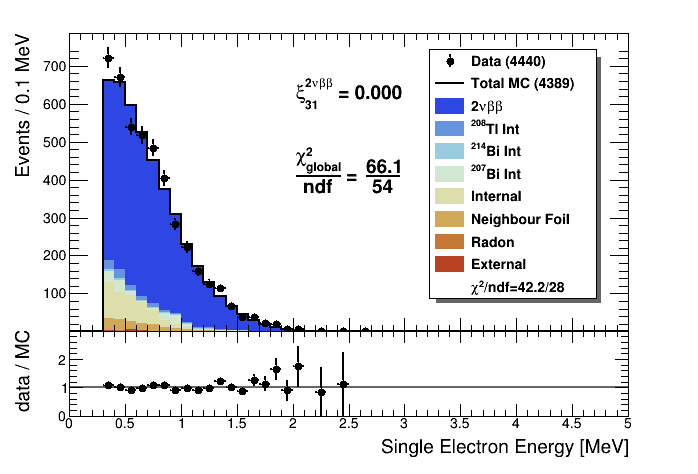 Events / 0.1 MeV
700
600
500
400
300
200
100
ξ₃₁²νββ = 0.000
χ²global / ndf = 66.1 / 54
Data (4440)
Total MC (4389)
2νββ
²⁰⁸Tl Int
²¹⁴Bi Int
²⁰⁷Bi Int
Internal
Neighbour Foil
Radon
External
χ²/ndf=42.2/28
data / MC
2
1
0
0 0.5 1 1.5 2 2.5 3 3.5 4 4.5 5
Single Electron Energy [MeV]